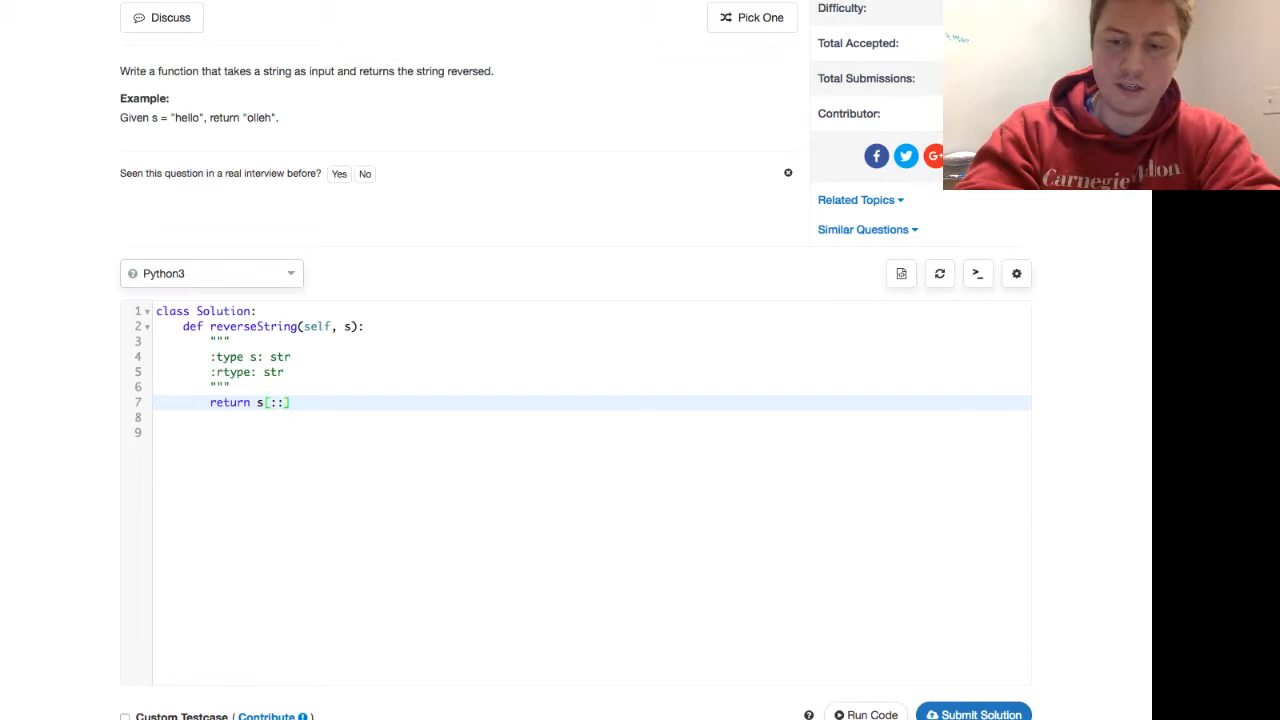 Discuss
Pick One
Difficulty:
Total Accepted:
Total Submissions:
Contributor:
Write a function that takes a string as input and returns the string reversed.
Example:
Given s = "hello", return "olleh".
Seen this question in a real interview before? Yes No
f G+
Carnegie Mellon
Related Topics
Similar Questions
Python3
>_
1 class Solution:
2 def reverseString(self, s):
3 """
4 :type s: str
5 :rtype: str
6 """
7 return s[::]
8
9
Custom Testcase ( Contribute )
? Run Code Submit Solution